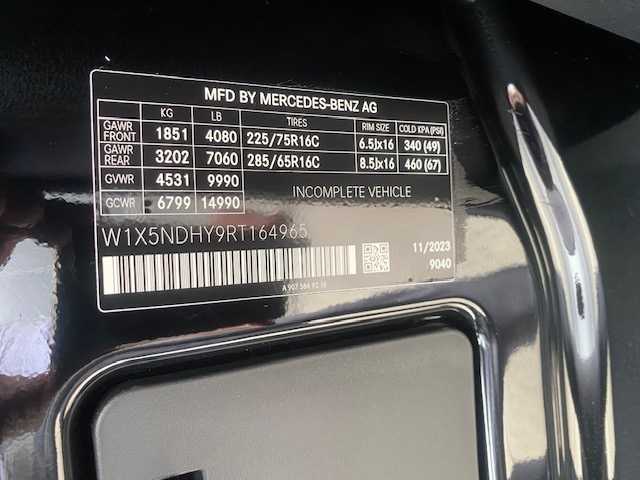 MFD BY MERCEDES-BENZ AG
KG LB TIRES RIM SIZE COLD KPA (PSI)
GAWR FRONT 1851 4080 225/75R16C 6.5Jx16 340 (49)
GAWR REAR 3202 7060 285/65R16C 8.5Jx16 460 (67)
GVWR 4531 9990 INCOMPLETE VEHICLE
GCWR 6799 14990
W1X5NDHY9RT164965
11/2023
9040
A 907 584